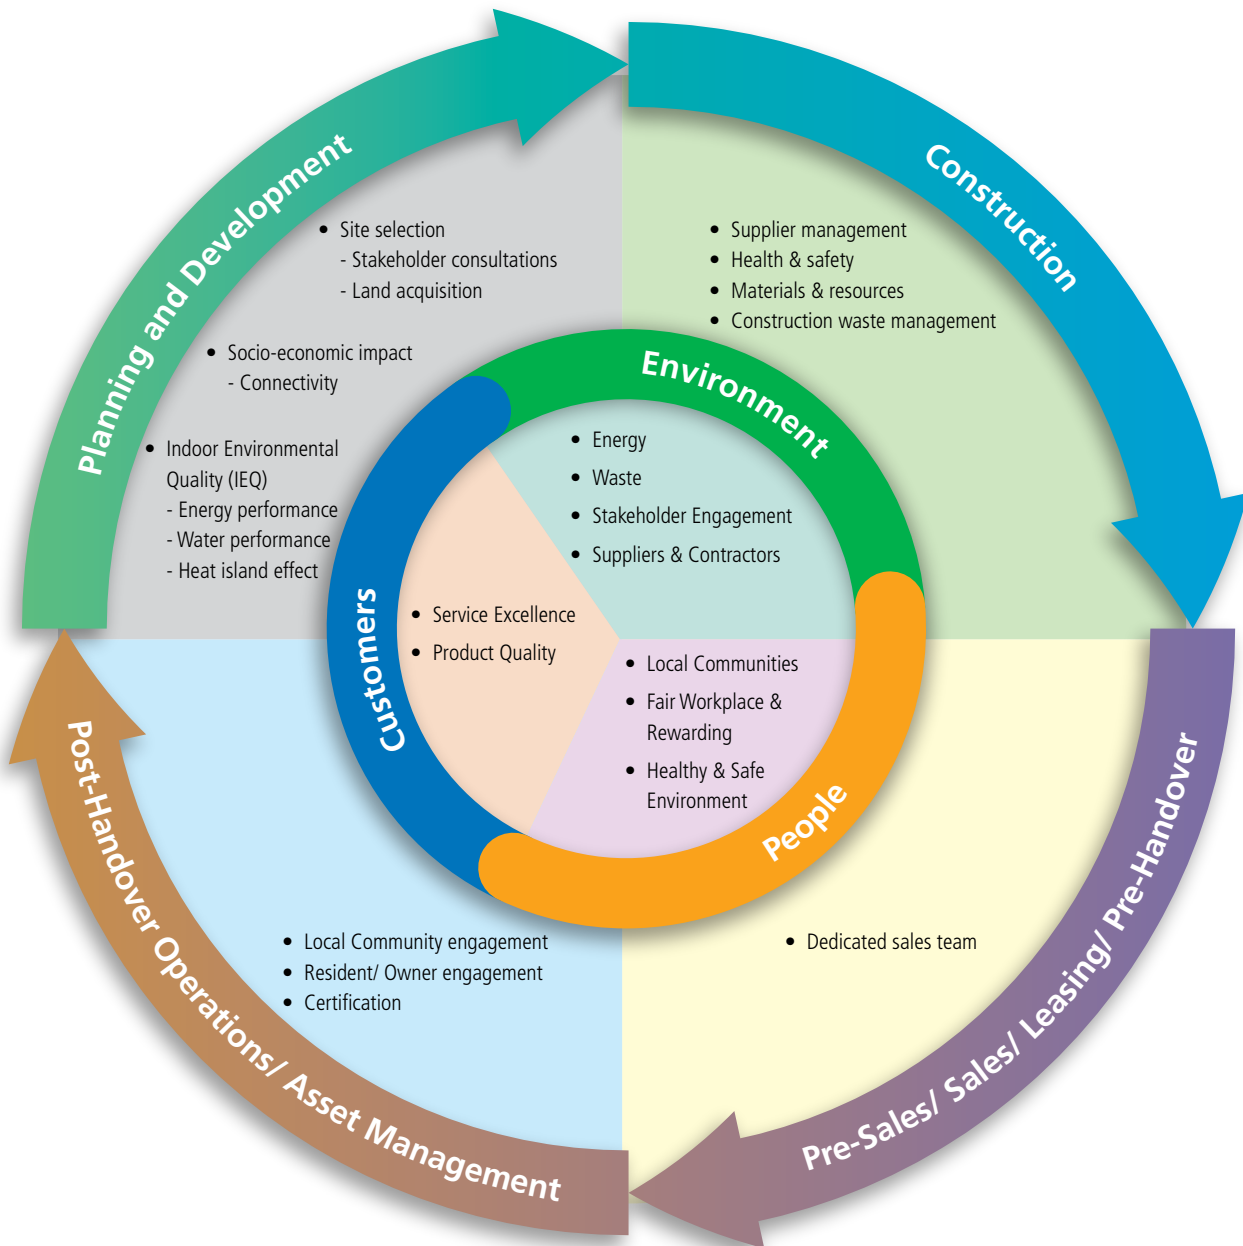 Planning and Development
• Site selection
- Stakeholder consultations
- Land acquisition
• Socio-economic impact
- Connectivity
• Indoor Environmental
Quality (IEQ)
- Energy performance
- Water performance
- Heat island effect
Construction
• Supplier management
• Health & safety
• Materials & resources
• Construction waste management
Environment
• Energy
• Waste
• Stakeholder Engagement
• Suppliers & Contractors
Customers
• Service Excellence
• Product Quality
People
• Local Communities
• Fair Workplace &
Rewarding
• Healthy & Safe
Environment
Pre-Sales/ Sales/ Leasing/ Pre-Handover
• Dedicated sales team
Post-Handover Operations/ Asset Management
• Local Community engagement
• Resident/ Owner engagement
• Certification